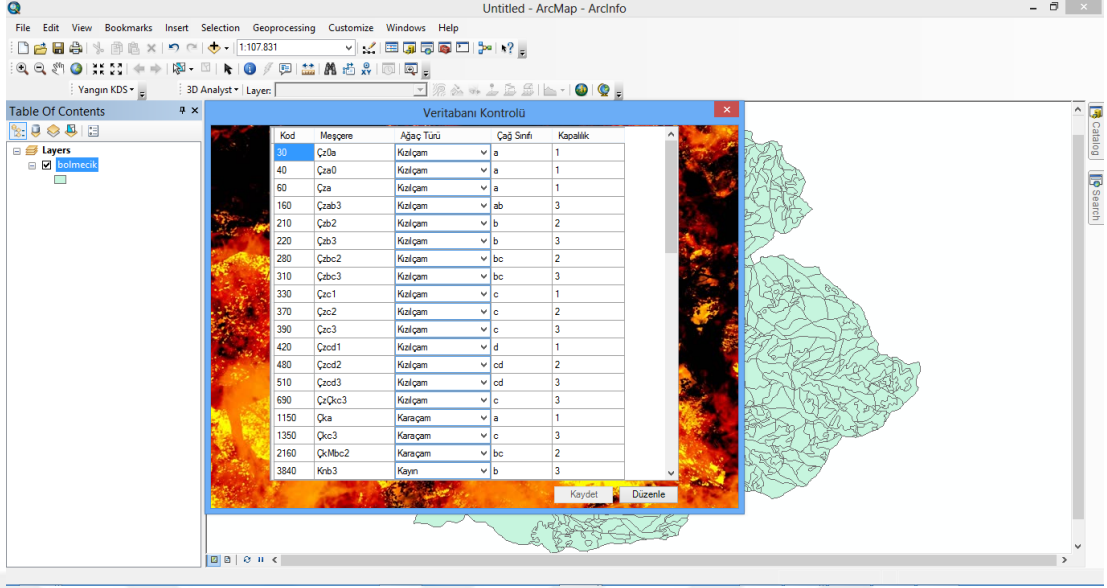 Untitled - ArcMap - ArcInfo
File Edit View Bookmarks Insert Selection Geoprocessing Customize Windows Help
1:107.831
Yangın KDS 3D Analyst Layer:
Table Of Contents
Layers
bolmecik
Veritabanı Kontrolü
Kod Meşçere Ağaç Türü Çağ Sınıfı Kapalılık
30 Çz0a Kızılçam a 1
40 Çza0 Kızılçam a 1
60 Çza Kızılçam a 1
160 Çzab3 Kızılçam ab 3
210 Çzb2 Kızılçam b 2
220 Çzb3 Kızılçam b 3
280 Çzbc2 Kızılçam bc 2
310 Çzbc3 Kızılçam bc 3
330 Çzc1 Kızılçam c 1
370 Çzc2 Kızılçam c 2
390 Çzc3 Kızılçam c 3
420 Çzcd1 Kızılçam d 1
480 Çzcd2 Kızılçam cd 2
510 Çzcd3 Kızılçam cd 3
690 ÇzÇkc3 Kızılçam c 3
1150 Çka Karaçam a 1
1350 Çkc3 Karaçam c 3
2160 ÇkMbc2 Karaçam bc 2
3840 Knb3 Kayın b 3
Kaydet Düzenle
Catalog
Search